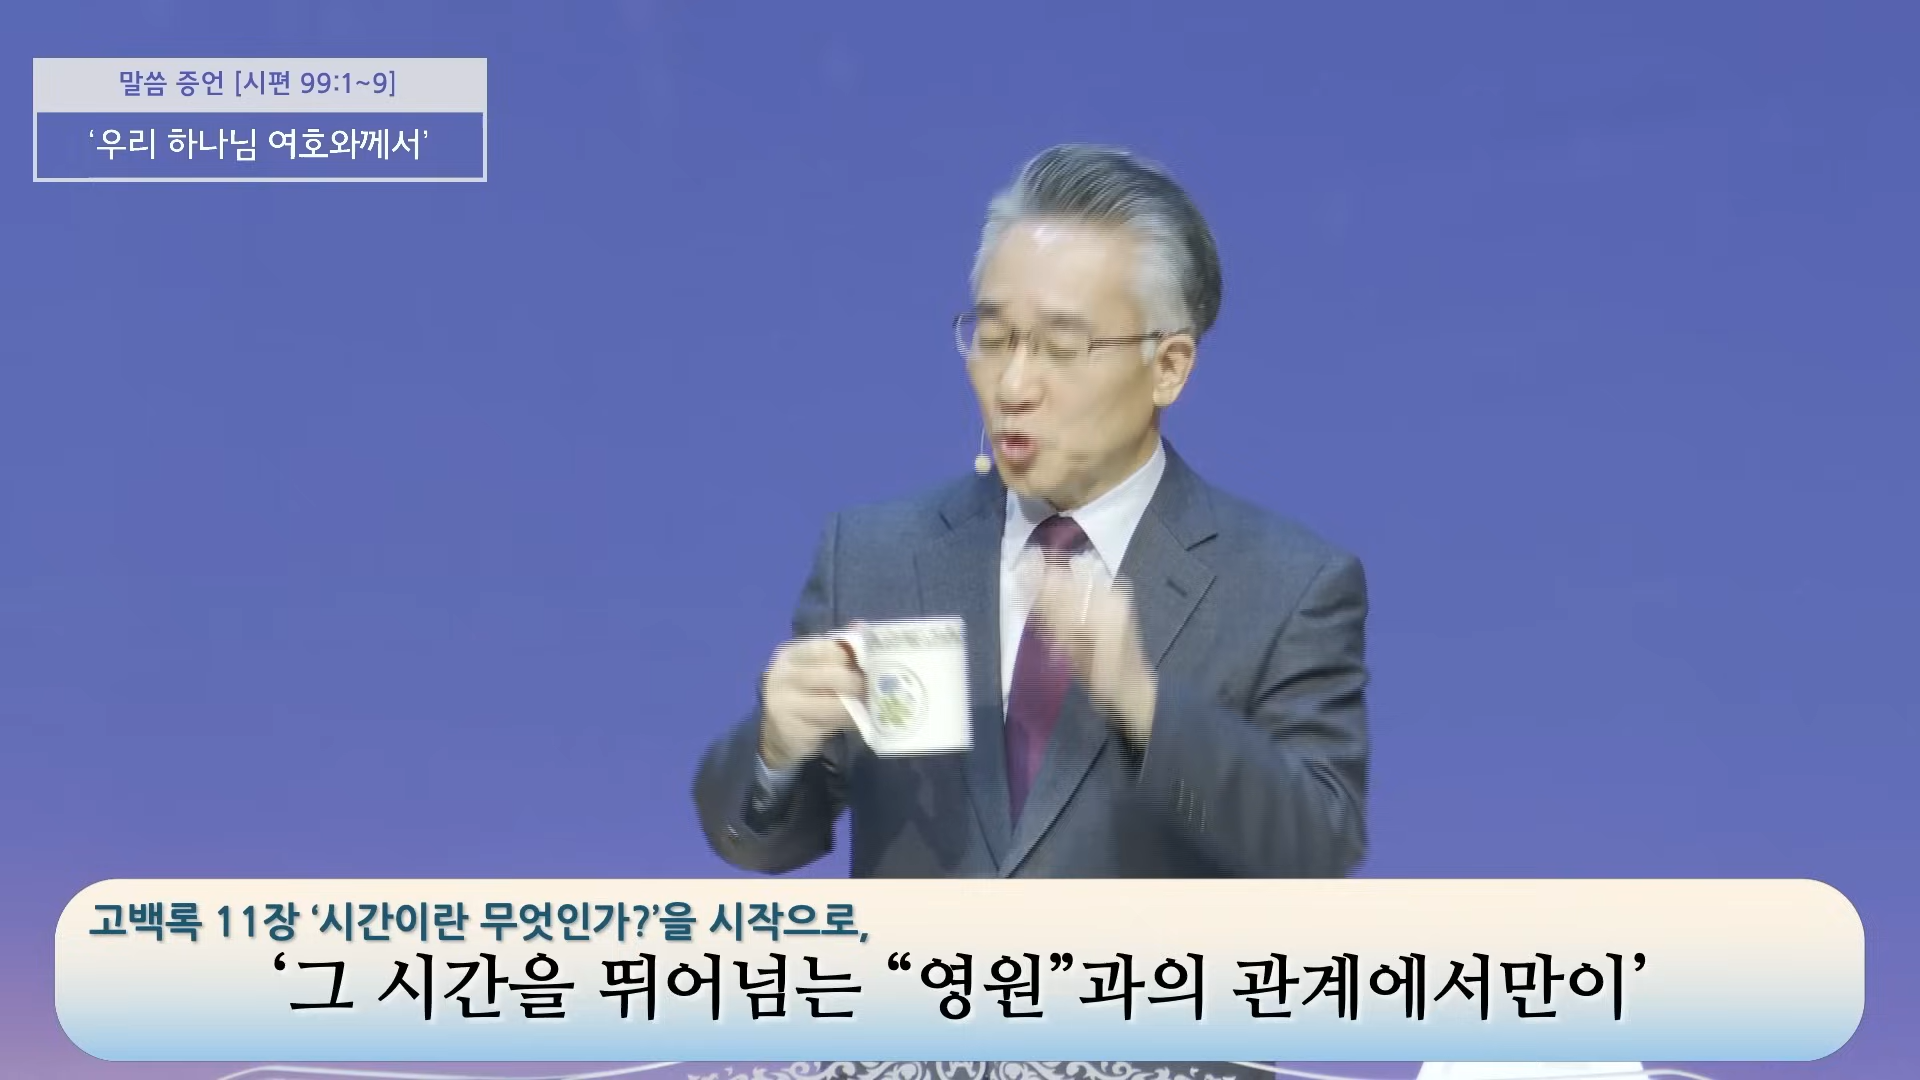 말씀 증언 [시편 99:1~9]
‘우리 하나님 여호와께서’
고백록 11장 ‘시간이란 무엇인가?’을 시작으로,
‘그 시간을 뛰어넘는 “영원”과의 관계에서만이’